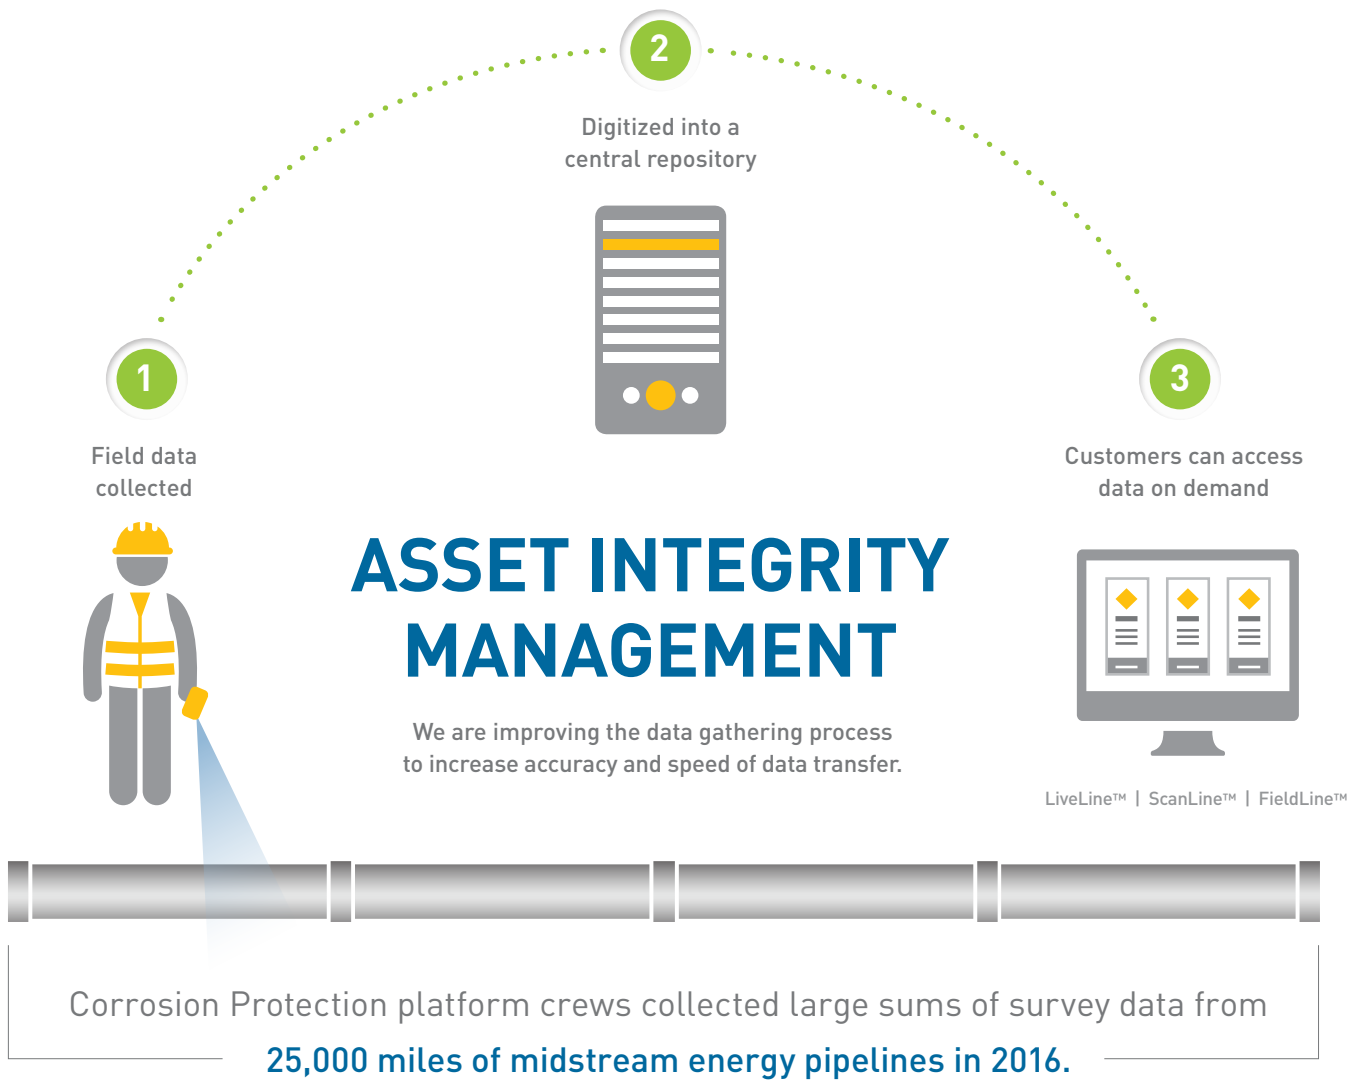 2
Digitized into a
central repository
1
Field data
collected
3
Customers can access
data on demand
ASSET INTEGRITY
MANAGEMENT
We are improving the data gathering process
to increase accuracy and speed of data transfer.
LiveLine™ | ScanLine™ | FieldLine™
Corrosion Protection platform crews collected large sums of survey data from
25,000 miles of midstream energy pipelines in 2016.